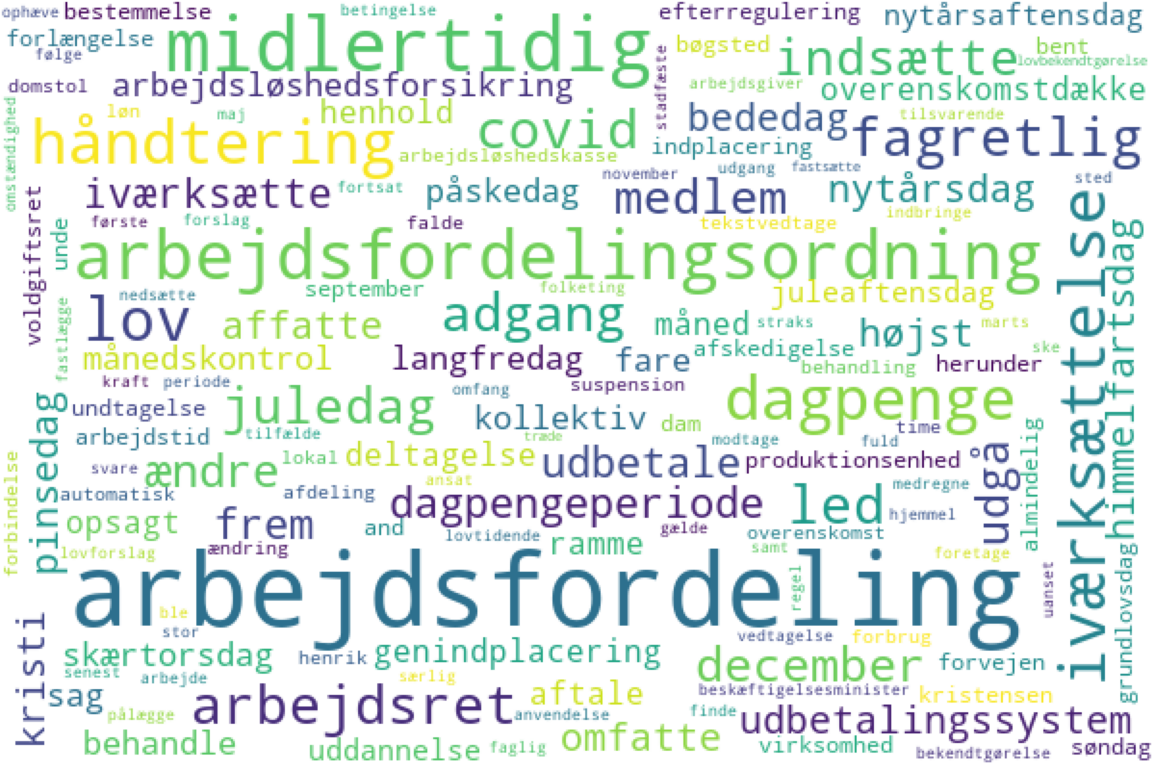 ophæve bestemmelse betingelse efterregulering nytårsaftensdag
forlængelse midlertidig bøgsted indsætte bent
følge lovbekendtgørelse
domstol arbejdsløshedsforsikring stadfæste arbejdsgiver overenskomstdække
omstændighed løn maj henhold covid bededag tilsvarende fagretlig
håndtering arbejdsløshedskasse indplacering
iværksætte fortsat påskedag november udgang fastsætte medlem nytårsdag sted
voldgiftsret unde første forslag falde tekstvedtage indbringe
arbejdsfordelingsordning iværksættelse himmelfartsdag
nedsætte september folketing juleaftensdag
fastlægge lov affatte adgang måned straks højst marts
månedskontrol langfredag fare afskedigelse behandling herunder ske
kraft periode omfang suspension
pinsedag undtagelse juledag kollektiv dam dagpenge time
arbejdstid tilfælde træde modtage fuld
forbindelse svare ændre lokal deltagelse udbetale produktionsenhed udgå almindelig
automatisk afdeling ansat dagpengeperiode led medregne hjemmel
opsagt frem and lovtidende ramme gælde overenskomst
lovforslag ændring samt foretage
arbejdsfordeling regel uanset grundlovsdag
kristi ble stor vedtagelse forbrug
skærtorsdag henrik genindplacering december forvejen
senest arbejde særlig
sag pålægge arbejdsret anvendelse aftale beskæftigelsesminister finde kristensen
udbetalingssystem
behandle uddannelse faglig omfatte virksomhed bekendtgørelse søndag